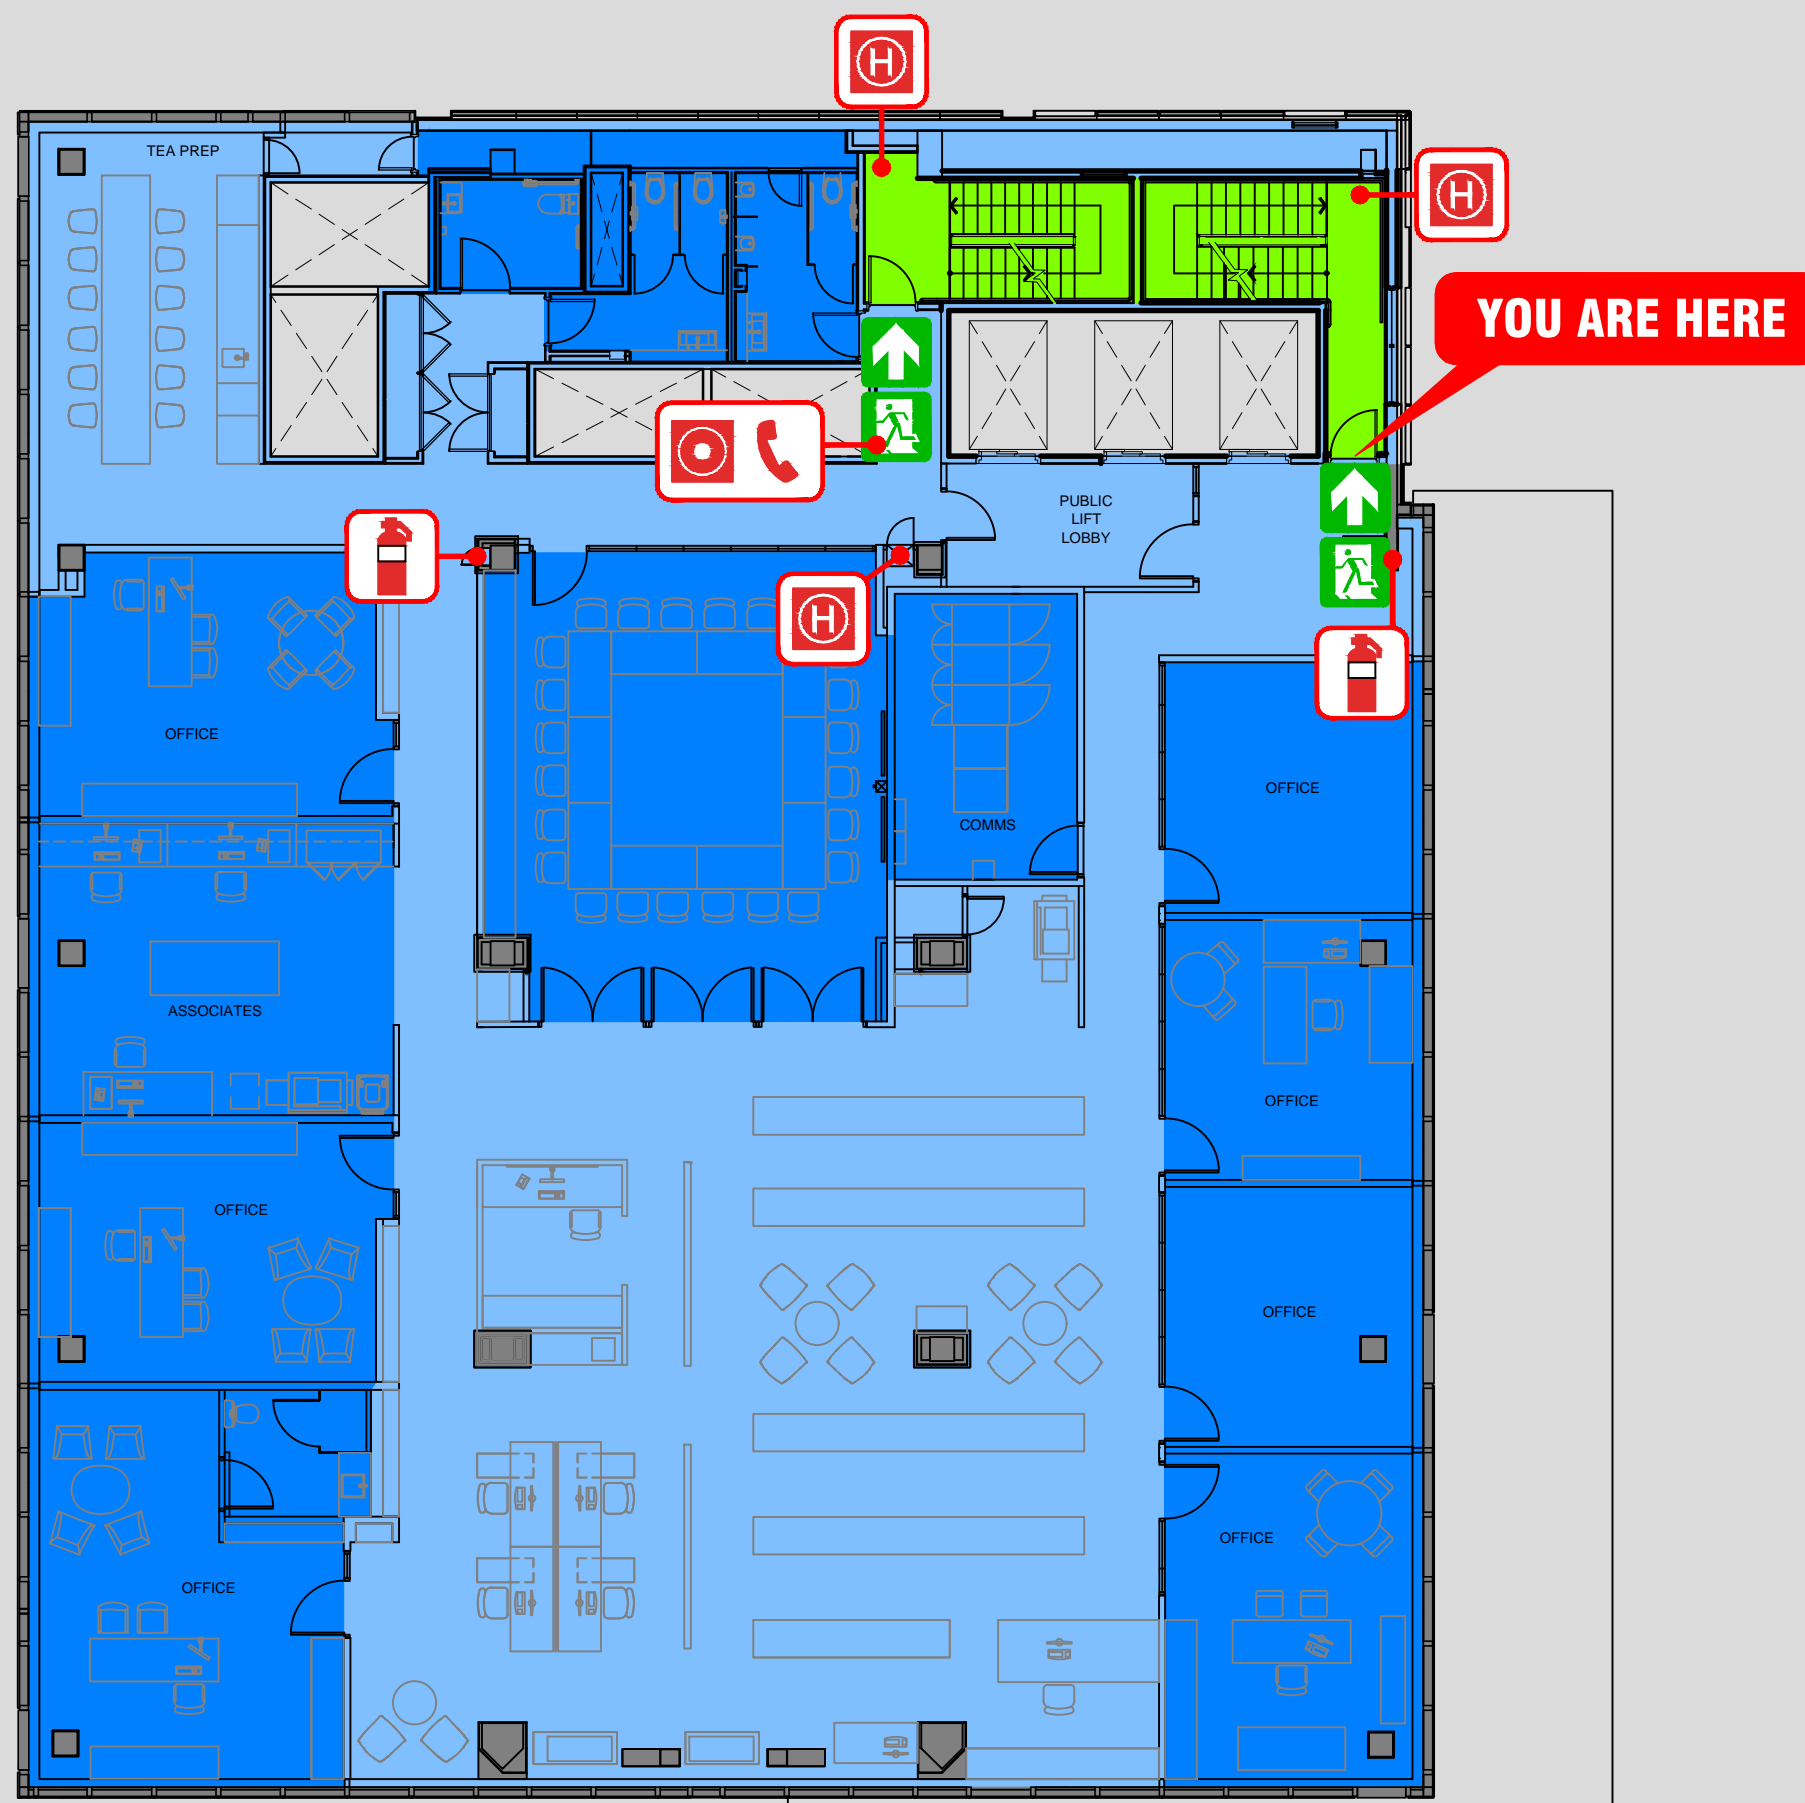 H
TEA PREP
H
YOU ARE HERE
PUBLIC
LIFT
LOBBY
H
OFFICE
OFFICE
COMMS
ASSOCIATES
OFFICE
OFFICE
OFFICE
OFFICE
OFFICE